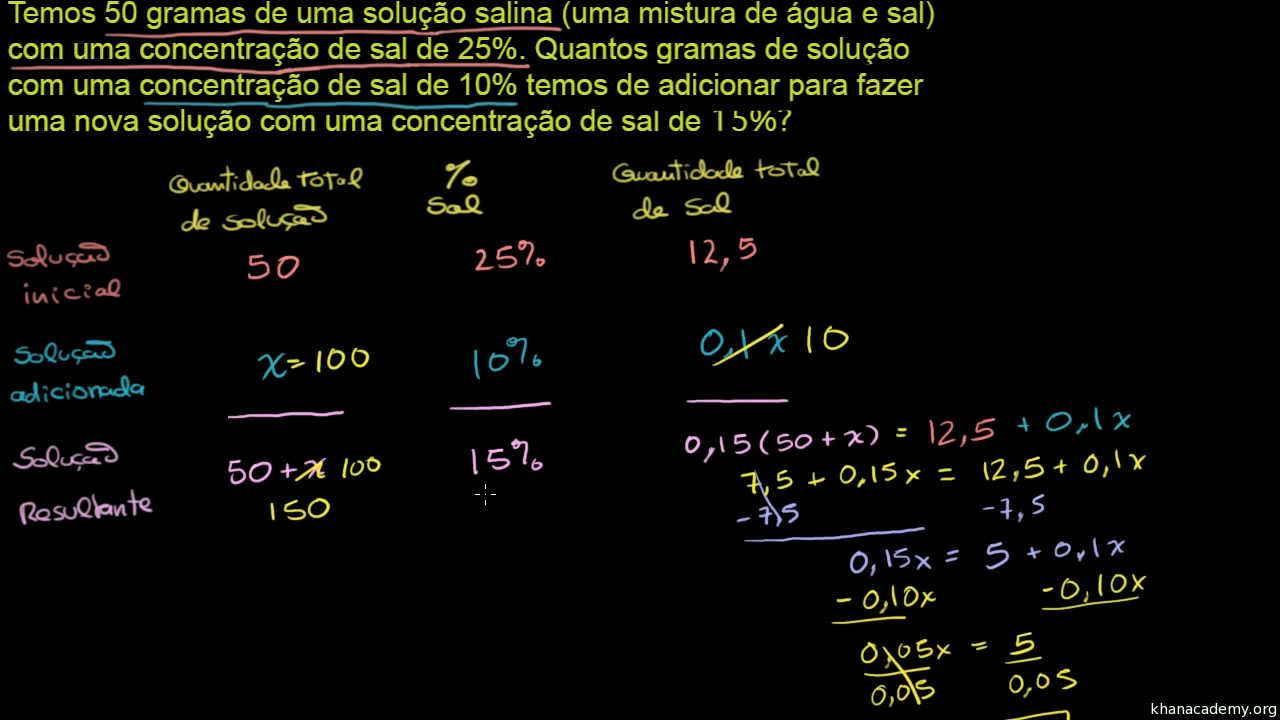 Temos 50 gramas de uma solução salina (uma mistura de água e sal)
com uma concentração de sal de 25%. Quantos gramas de solução
com uma concentração de sal de 10% temos de adicionar para fazer
uma nova solução com uma concentração de sal de 15%?
Quantidade total
de solução
%
Sal
Quantidade total
de Sal
Solução
inicial
50
25%
12,5
Solução
adicionada
x=100
10%
0,1x 10
Solução
Resultante
50+x 100
150
15%
0,15(50+x) = 12,5 + 0,1x
7,5 + 0,15x = 12,5 + 0,1x
-7,5 -7,5
0,15x = 5 + 0,1x
-0,10x -0,10x
0,05x = 5
0,05 0,05
khanacademy.org